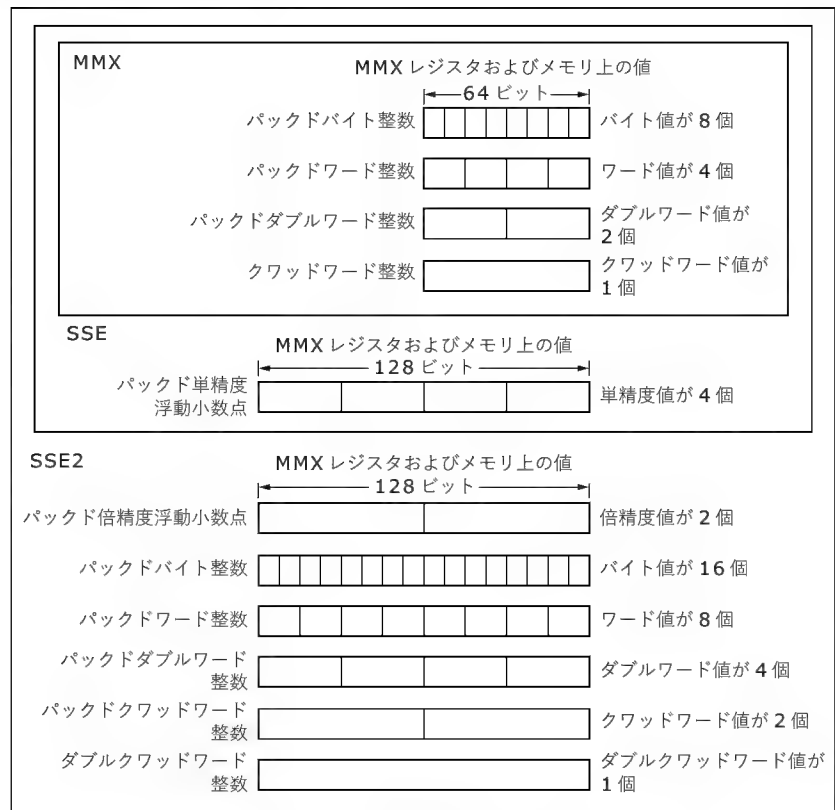 MMX
MMX レジスタおよびメモリ上の値
64 ビット
パックドバイト整数
バイト値が 8 個
パックドワード整数
ワード値が 4 個
パックドダブルワード整数
ダブルワード値が
2 個
クワッドワード整数
クワッドワード値が
1 個
SSE
MMX レジスタおよびメモリ上の値
128 ビット
パックド単精度
浮動小数点
単精度値が 4 個
SSE2
MMX レジスタおよびメモリ上の値
128 ビット
パックド倍精度浮動小数点
倍精度値が 2 個
パックドバイト整数
バイト値が 16 個
パックドワード整数
ワード値が 8 個
パックドダブルワード
整数
ダブルワード値が 4 個
パックドクワッドワード
整数
クワッドワード値が 2 個
ダブルクワッドワード
整数
ダブルクワッドワード値が
1 個